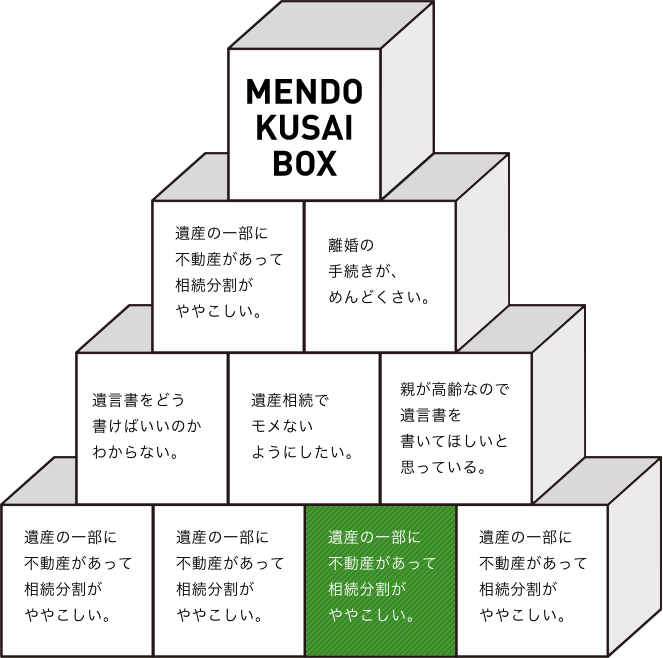 MENDO
KUSAI
BOX
遺産の一部に
不動産があって
相続分割が
ややこしい。
離婚の
手続きが、
めんどくさい。
遺言書をどう
書けばいいのか
わからない。
遺産相続で
モメない
ようにしたい。
親が高齢なので
遺言書を
書いてほしいと
思っている。
遺産の一部に
不動産があって
相続分割が
ややこしい。
遺産の一部に
不動産があって
相続分割が
ややこしい。
遺産の一部に
不動産があって
相続分割が
ややこしい。
遺産の一部に
不動産があって
相続分割が
ややこしい。